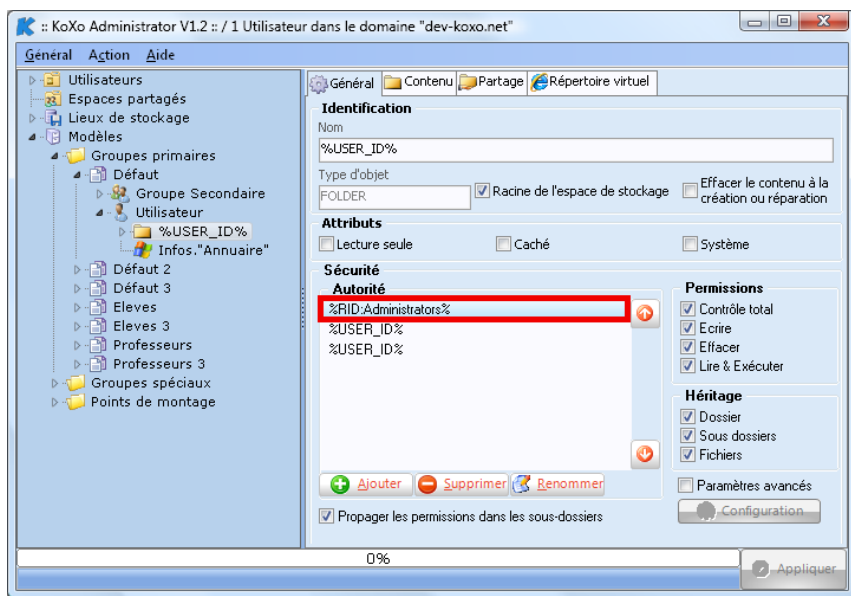 :: KoXo Administrator V1.2 :: / 1 Utilisateur dans le domaine "dev-koxo.net"
Général Action Aide
Utilisateurs
Espaces partagés
Lieux de stockage
Modèles
Groupes primaires
Défaut
Groupe Secondaire
Utilisateur
%USER_ID%
Infos."Annuaire"
Défaut 2
Défaut 3
Eleves
Eleves 3
Professeurs
Professeurs 3
Groupes spéciaux
Points de montage
Général Contenu Partage Répertoire virtuel
Identification
Nom
%USER_ID%
Type d'objet
FOLDER
Racine de l'espace de stockage
Effacer le contenu à la
création ou réparation
Attributs
Lecture seule Caché Système
Sécurité
Autorité
%RID:Administrators%
%USER_ID%
%USER_ID%
Ajouter Supprimer Renommer
Propager les permissions dans les sous-dossiers
Permissions
Contrôle total
Ecrire
Effacer
Lire & Exécuter
Héritage
Dossier
Sous dossiers
Fichiers
Paramètres avancés
Configuration
0%
Appliquer